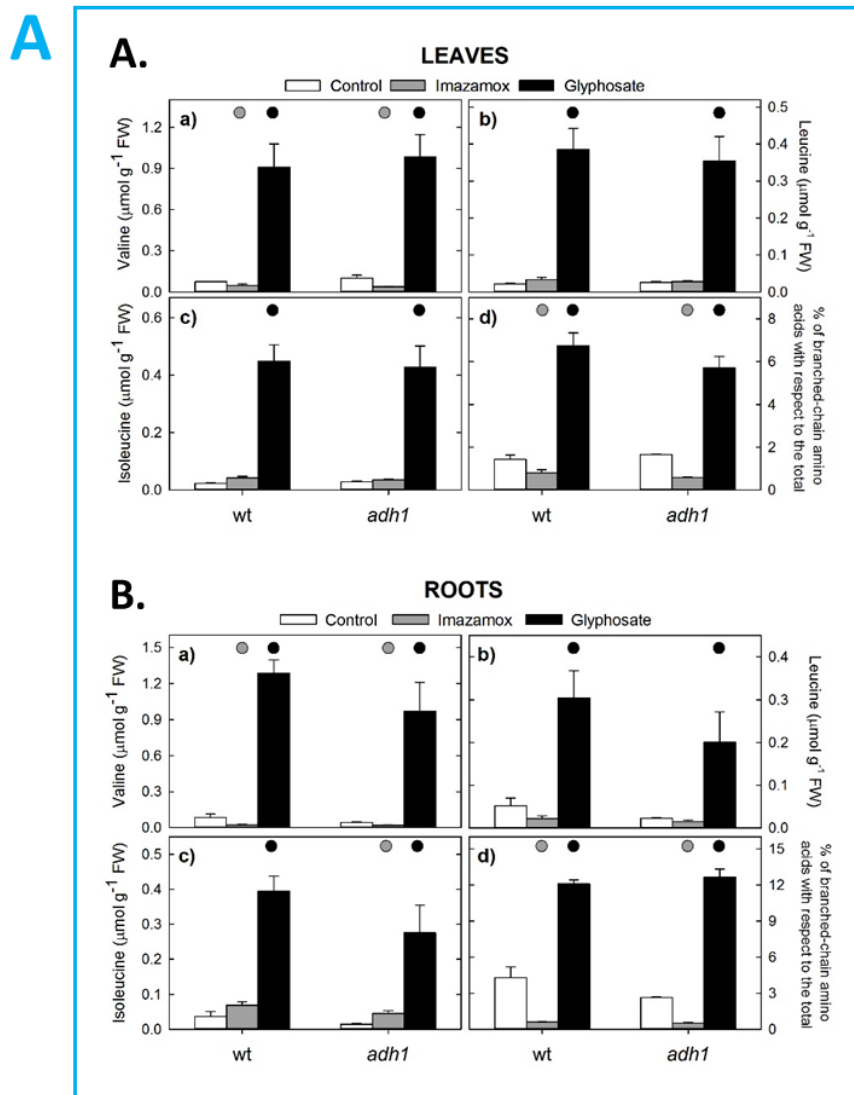 A
A.
LEAVES
Control Imazamox Glyphosate
a)
b)
Valine (μmol g-1 FW)
1.2
0.9
0.6
0.3
0.0
0.5
0.4
0.3
0.2
0.1
0.0
Leucine (μmol g-1 FW)
c)
d)
Isoleucine (μmol g-1 FW)
0.6
0.4
0.2
0.0
8
6
4
2
0
% of branched-chain amino
acids with respect to the total
wt adh1 wt adh1
B.
ROOTS
Control Imazamox Glyphosate
a)
b)
Valine (μmol g-1 FW)
1.5
1.2
0.9
0.6
0.3
0.0
0.4
0.3
0.2
0.1
0.0
Leucine (μmol g-1 FW)
c)
d)
Isoleucine (μmol g-1 FW)
0.5
0.4
0.3
0.2
0.1
0.0
15
12
9
6
3
0
% of branched-chain amino
acids with respect to the total
wt adh1 wt adh1